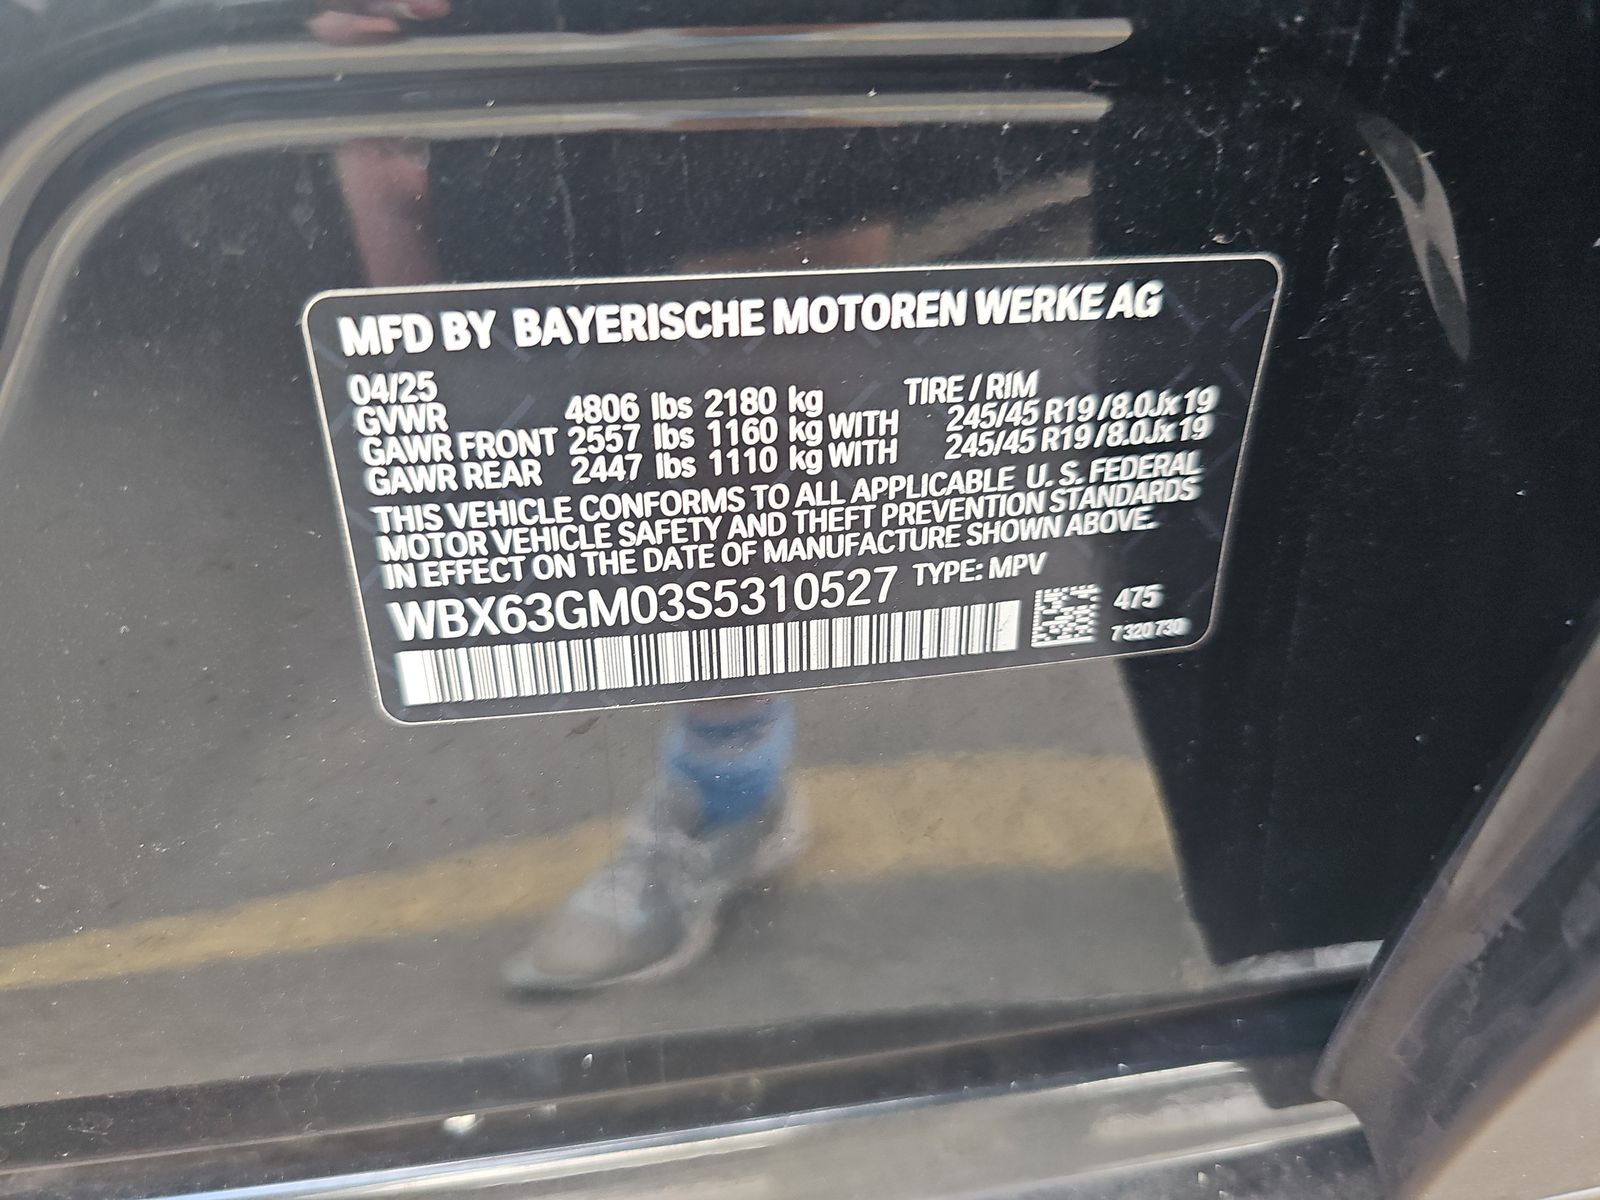 MFD BY BAYERISCHE MOTOREN WERKE AG
04/25 TIRE / RIM
GVWR 4806 lbs 2180 kg
GAWR FRONT 2557 lbs 1160 kg WITH 245/45 R19 / 8.0Jx19
GAWR REAR 2447 lbs 1110 kg WITH 245/45 R19 / 8.0Jx19
THIS VEHICLE CONFORMS TO ALL APPLICABLE U. S. FEDERAL
MOTOR VEHICLE SAFETY AND THEFT PREVENTION STANDARDS
IN EFFECT ON THE DATE OF MANUFACTURE SHOWN ABOVE.
WBX63GM03S5310527 TYPE: MPV
475
7 320 730